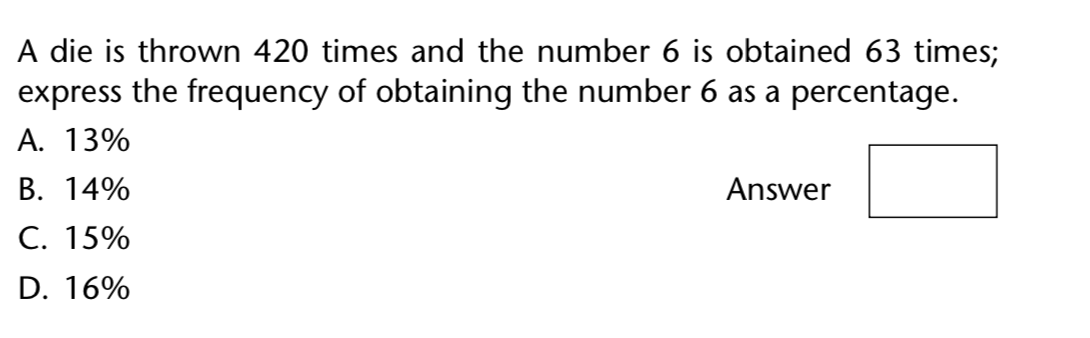 A die is thrown 420 times and the number 6 is obtained 63 times;
express the frequency of obtaining the number 6 as a percentage.
A. 13%
B. 14%
Answer
C. 15%
D. 16%